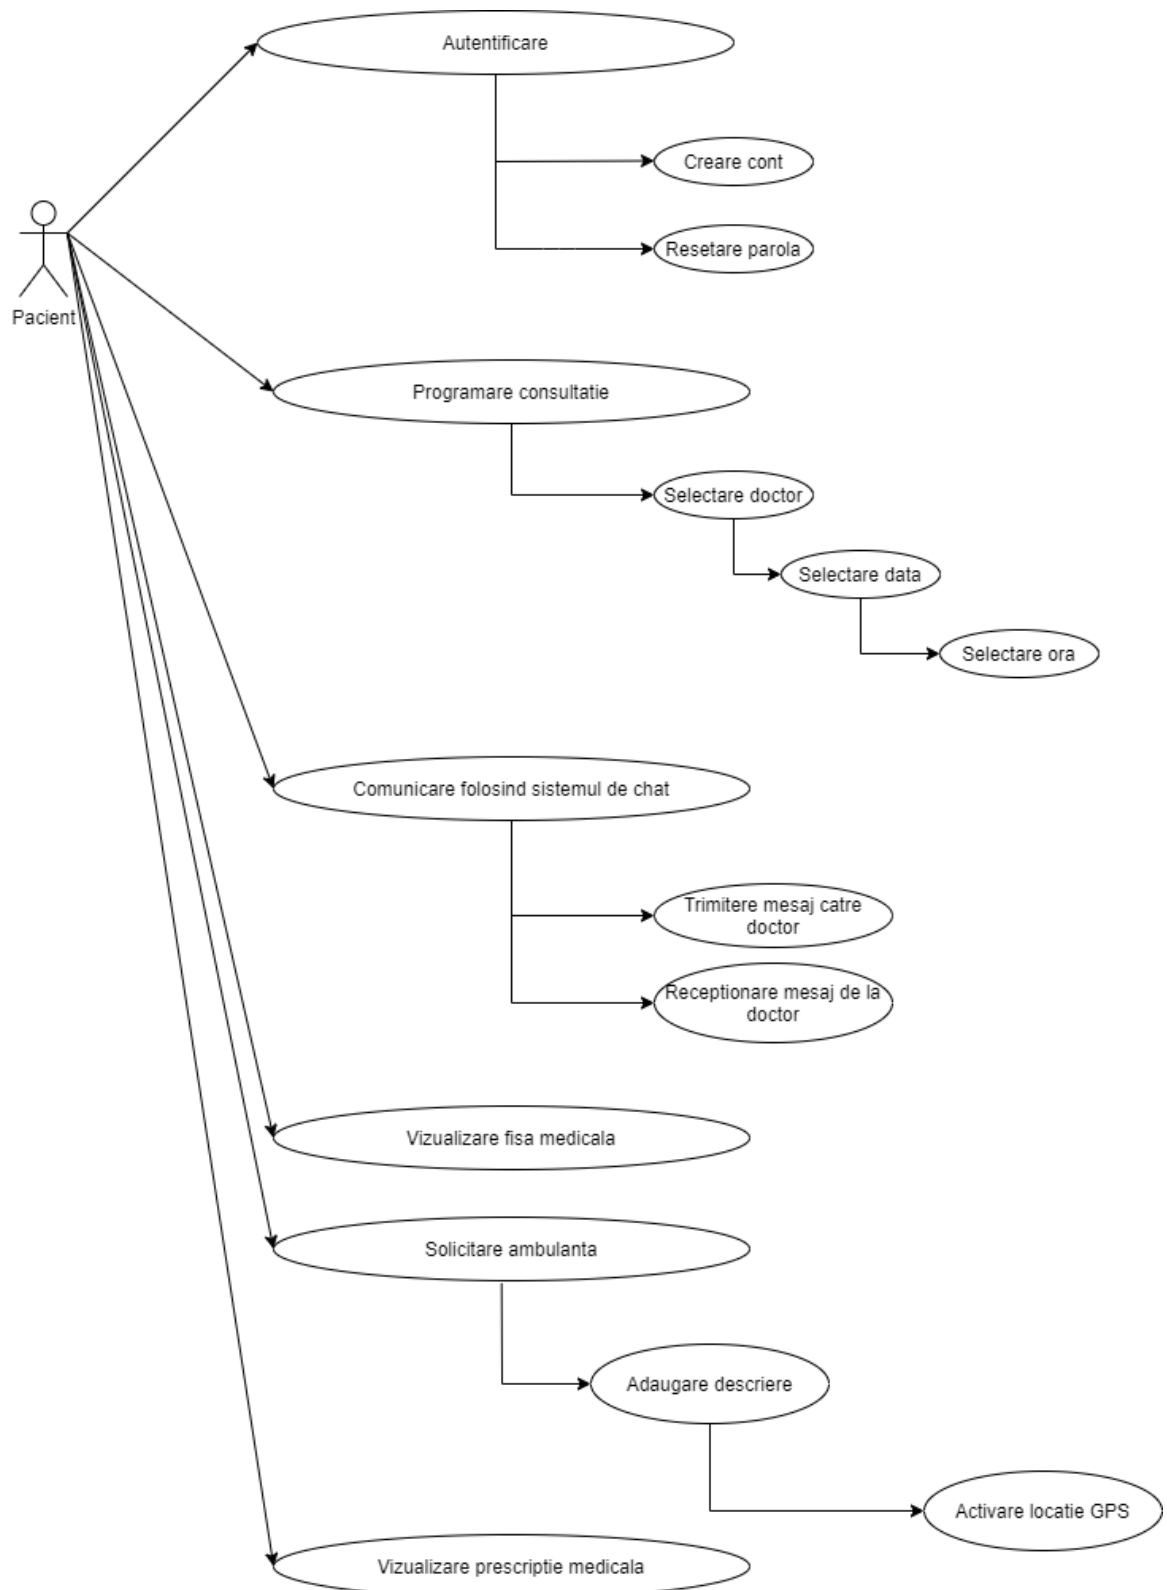 Autentificare
Creare cont
Resetare parola
Pacient
Programare consultatie
Selectare doctor
Selectare data
Selectare ora
Comunicare folosind sistemul de chat
Trimitere mesaj catre
doctor
Receptionare mesaj de la
doctor
Vizualizare fisa medicala
Solicitare ambulanta
Adaugare descriere
Activare locatie GPS
Vizualizare prescriptie medicala